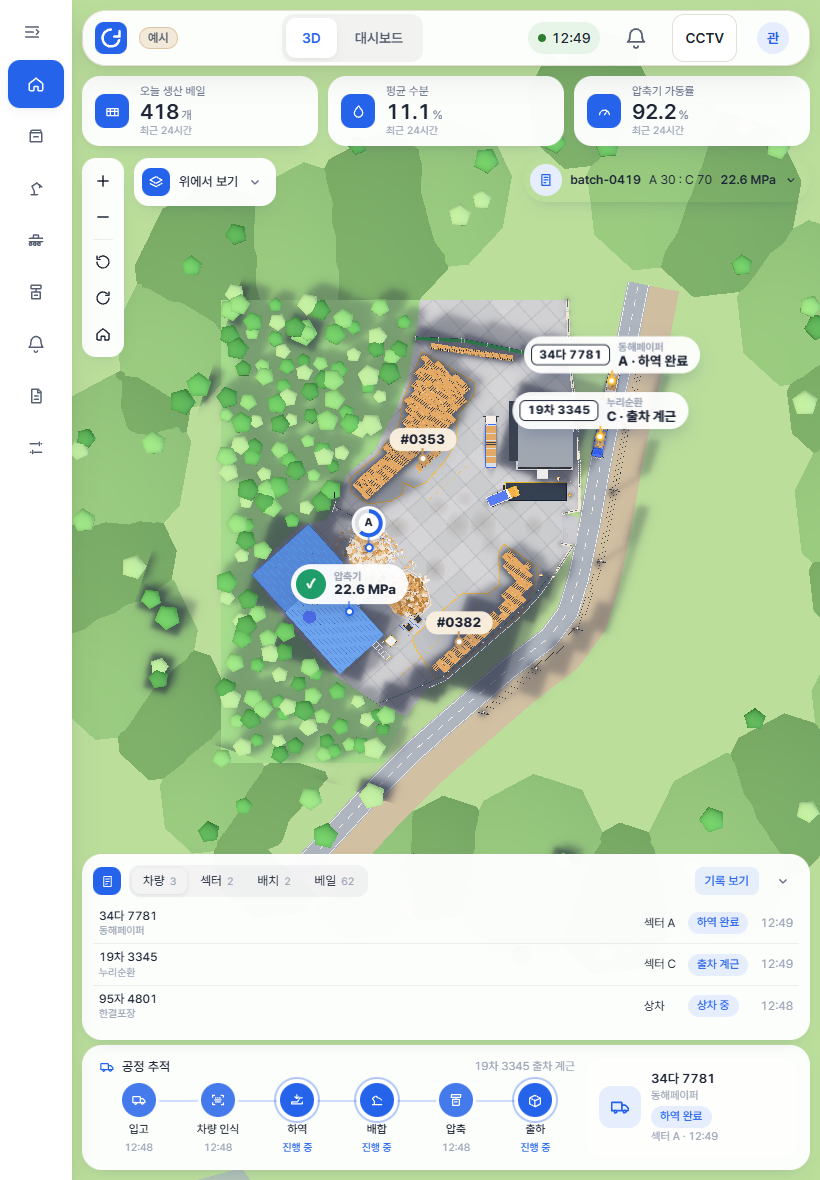 예시
3D
대시보드
12:49
CCTV
관
오늘 생산 베일
418개
최근 24시간
평균 수분
11.1%
최근 24시간
압축기 가동률
92.2%
최근 24시간
위에서 보기
batch-0419 A 30 : C 70 22.6 MPa
34다 7781
동해페이퍼
A · 하역 완료
19차 3345
누리순환
C · 출차 계근
#0353
A
압축기
22.6 MPa
#0382
차량 3
섹터 2
배치 2
베일 62
기록 보기
34다 7781
동해페이퍼
섹터 A
하역 완료
12:49
19차 3345
누리순환
섹터 C
출차 계근
12:49
95자 4801
한결포장
상차
상차 중
12:48
공정 추적
19차 3345 출차 계근
입고
12:48
차량 인식
12:48
하역
진행 중
배합
진행 중
압축
12:48
출하
진행 중
34다 7781
동해페이퍼
하역 완료
섹터 A · 12:49